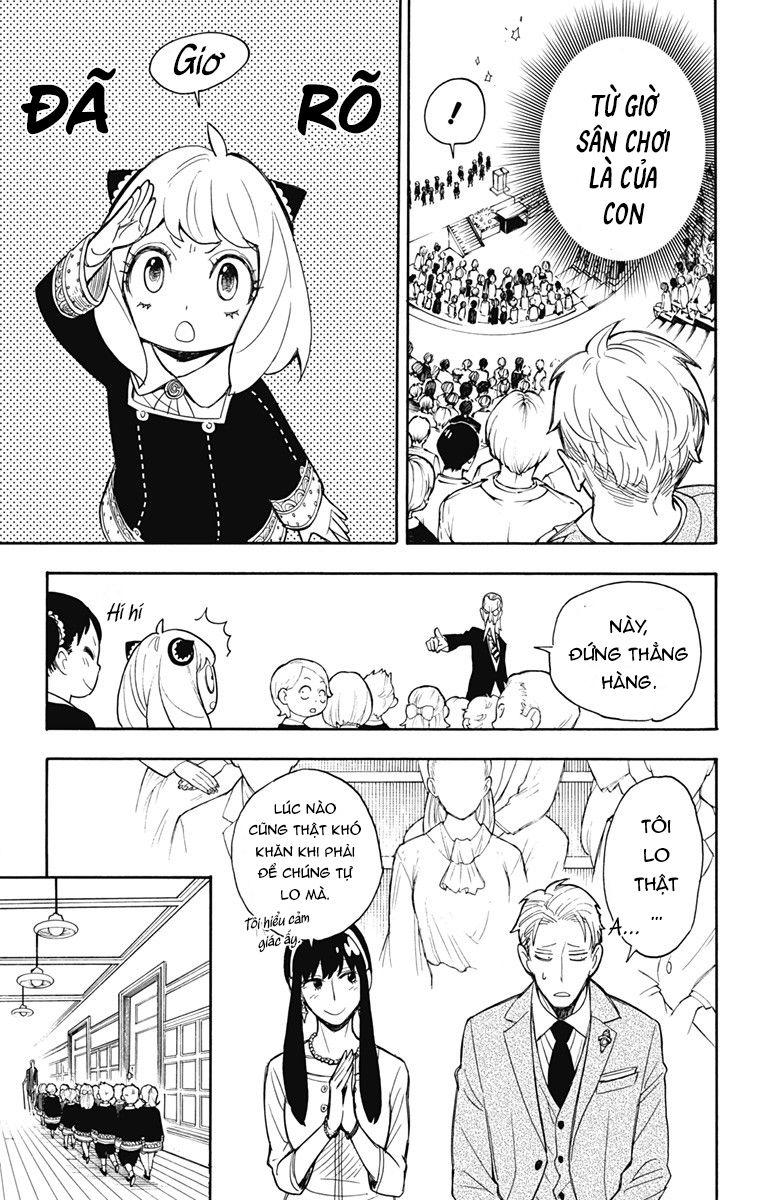 TỪ GIỜ
SÂN CHƠI
LÀ CỦA
CON
!
Giơ
ĐÃ RÕ
NÀY,
ĐỨNG THẲNG
HÀNG.
Hí hí
TÔI
LO
THẬT
...
A...
LÚC NÀO
CŨNG THẬT KHÓ
KHĂN KHI PHẢI
ĐỂ CHÚNG TỰ
LO MÀ.
Tôi hiểu cảm
giác ấy.